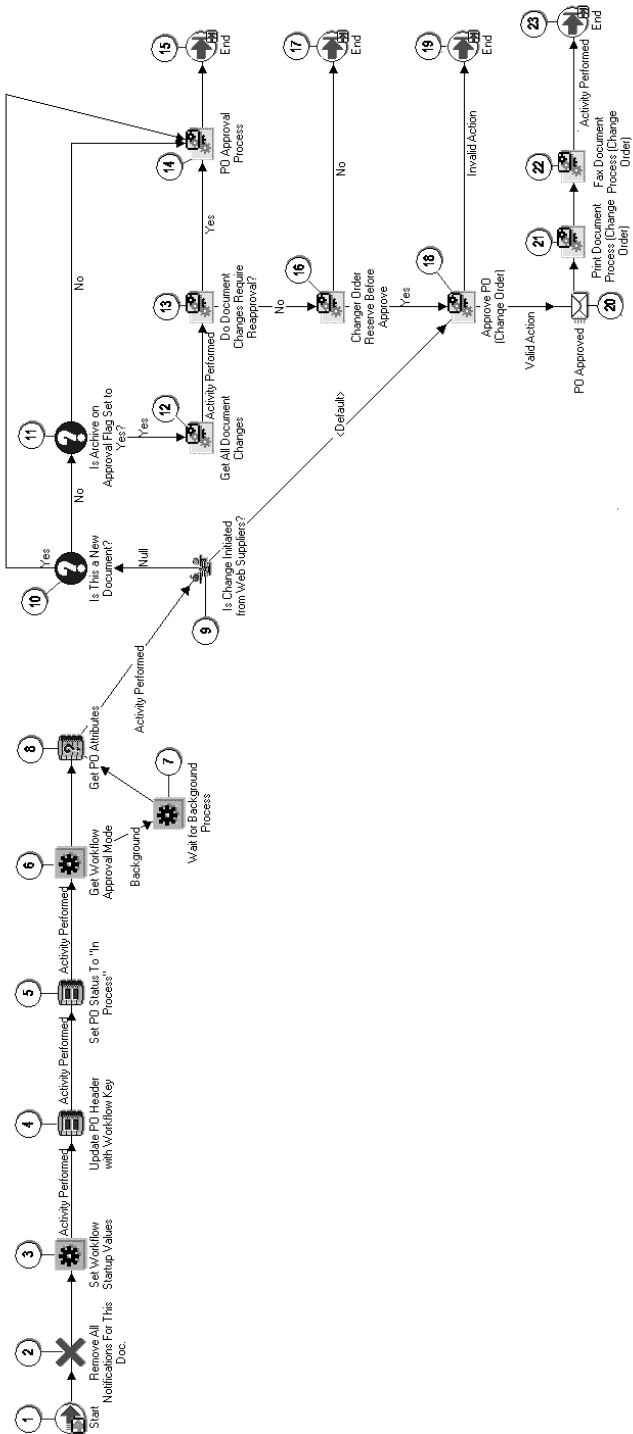 1
Start
2
Remove All
Notifications For This
Doc.
3
Set Workflow
Startup Values
Activity Performed
4
Update PO Header
with Workflow Key
Activity Performed
5
Set PO Status To "In
Process"
Activity Performed
6
Get Workflow
Approval Mode
Background
7
Wait for Background
Process
8
Get PO Attributes
Activity Performed
9
Is Change Initiated
from Web Suppliers?
Null
<Default>
10
Is This a New
Document?
Yes
No
11
Is Archive on
Approval Flag Set to
Yes?
No
Yes
12
Get All Document
Changes
Activity Performed
13
Do Document
Changes Require
Reapproval?
Yes
No
14
PO Approval
Process
15
End
16
Changer Order
Reserve Before
Approve
No
Yes
17
End
18
Approve PO
(Change Order)
Invalid Action
Valid Action
19
End
20
PO Approved
21
Print Document
Process (Change
Order)
22
Fax Document
Process (Change
Order)
Activity Performed
23
End